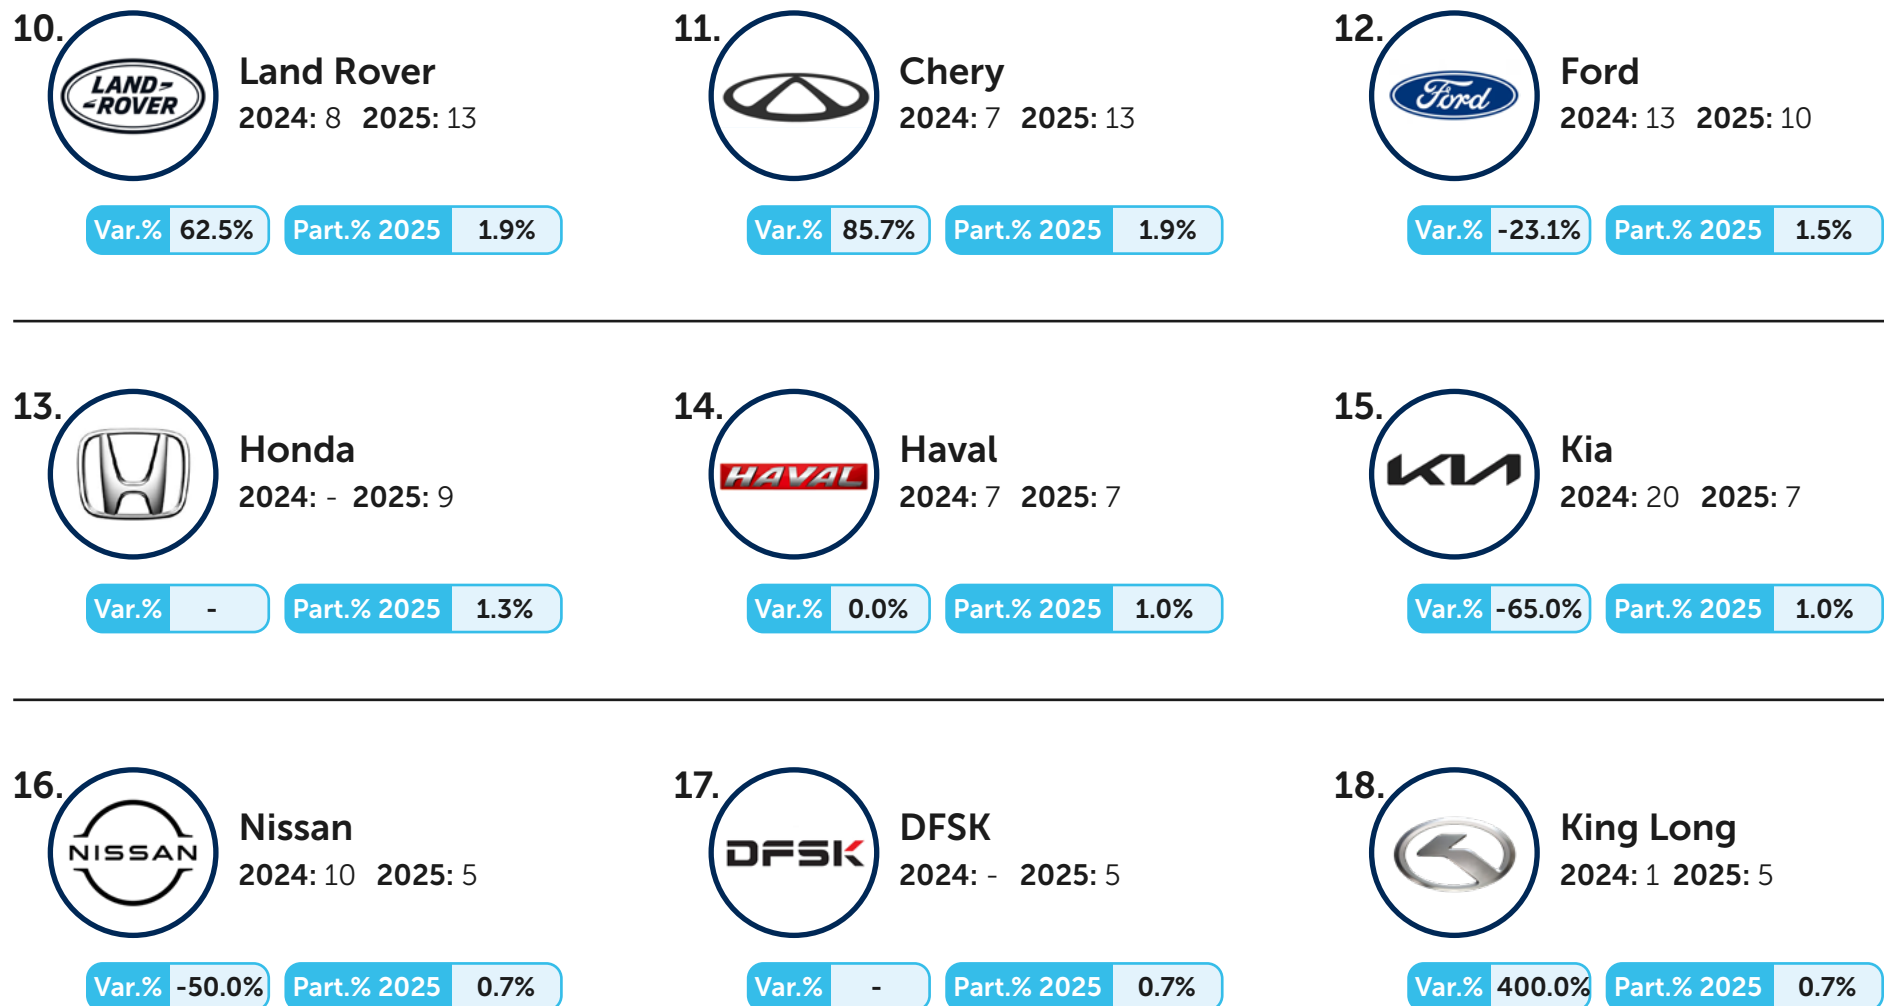 10.
LAND-
-ROVER
Land Rover
2024: 8 2025: 13
Var.% 62.5% Part.% 2025 1.9%
11.
Chery
2024: 7 2025: 13
Var.% 85.7% Part.% 2025 1.9%
12.
Ford
Ford
2024: 13 2025: 10
Var.% -23.1% Part.% 2025 1.5%
13.
Honda
2024: - 2025: 9
Var.% - Part.% 2025 1.3%
14.
HAVAL
Haval
2024: 7 2025: 7
Var.% 0.0% Part.% 2025 1.0%
15.
KIA
Kia
2024: 20 2025: 7
Var.% -65.0% Part.% 2025 1.0%
16.
NISSAN
Nissan
2024: 10 2025: 5
Var.% -50.0% Part.% 2025 0.7%
17.
DFSK
DFSK
2024: - 2025: 5
Var.% - Part.% 2025 0.7%
18.
King Long
2024: 1 2025: 5
Var.% 400.0% Part.% 2025 0.7%